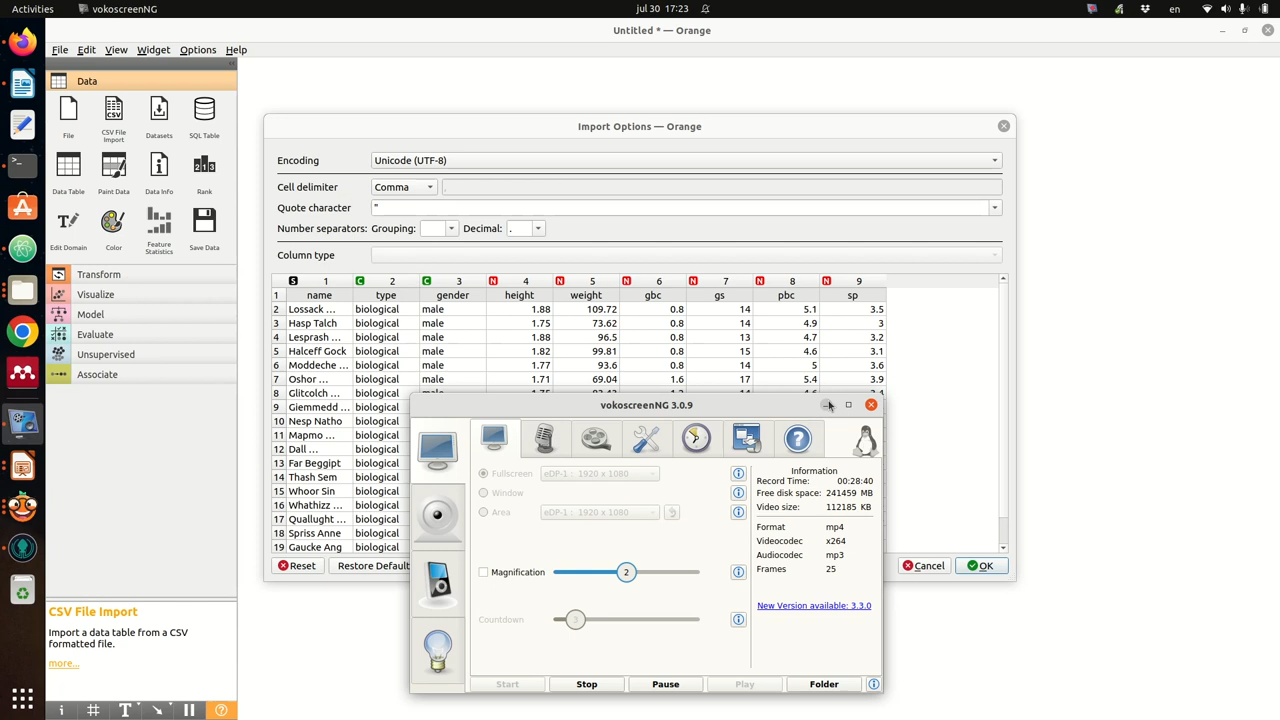 Activities vokoscreenNG jul 30 17:23 en
Untitled * — Orange
File Edit View Widget Options Help
Data
File CSV File Import Datasets SQL Table
Data Table Paint Data Data Info Rank
Edit Domain Color Feature Statistics Save Data
Transform
Visualize
Model
Evaluate
Unsupervised
Associate
CSV File Import
Import a data table from a CSV
formatted file.
more...
Import Options — Orange
Encoding Unicode (UTF-8)
Cell delimiter Comma ,
Quote character "
Number separators: Grouping: Decimal: .
Column type
S 1 C 2 C 3 N 4 N 5 N 6 N 7 N 8 N 9
1 name type gender height weight gbc gs pbc sp
2 Lossack ... biological male 1.88 109.72 0.8 14 5.1 3.5
3 Hasp Talch biological male 1.75 73.62 0.8 14 4.9 3
4 Lesprash ... biological male 1.88 96.5 0.8 13 4.7 3.2
5 Halceff Gock biological male 1.82 99.81 0.8 15 4.6 3.1
6 Moddeche ... biological male 1.77 93.6 0.8 14 5 3.6
7 Oshor ... biological male 1.71 69.04 1.6 17 5.4 3.9
8 Glitcolch ... biological male
9 Giemmedd ... biological
10 Nesp Natho biological
11 Mapmo ... biological
12 Dall ... biological
13 Far Beggipt biological
14 Thash Sem biological
15 Whoor Sin biological
16 Whathizz ... biological
17 Quallught ... biological
18 Spriss Anne biological
19 Gaucke Ang biological
Reset Restore Default Cancel OK
vokoscreenNG 3.0.9
Fullscreen eDP-1 : 1920 x 1080
Window
Area eDP-1 : 1920 x 1080
Magnification 2
Countdown 3
Information
Record Time: 00:28:40
Free disk space: 241459 MB
Video size: 112185 KB
Format mp4
Videocodec x264
Audiocodec mp3
Frames 25
New Version available: 3.3.0
Start Stop Pause Play Folder